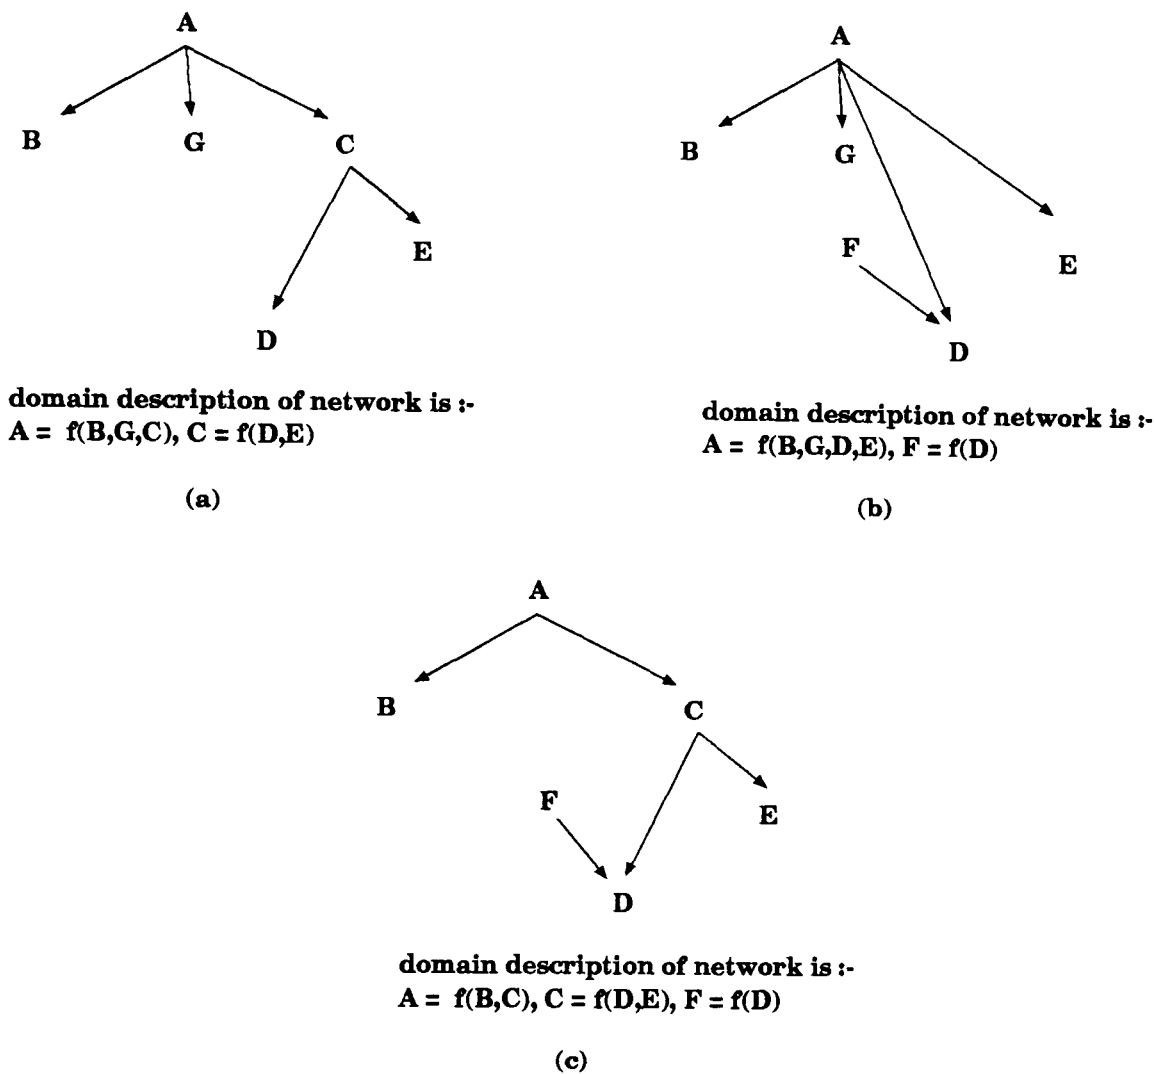 A
B
G
C
E
D
domain description of network is :-
A = f(B,G,C), C = f(D,E)
(a)
A
B
G
F
E
D
domain description of network is :-
A = f(B,G,D,E), F = f(D)
(b)
A
B
C
F
E
D
domain description of network is :-
A = f(B,C), C = f(D,E), F = f(D)
(c)